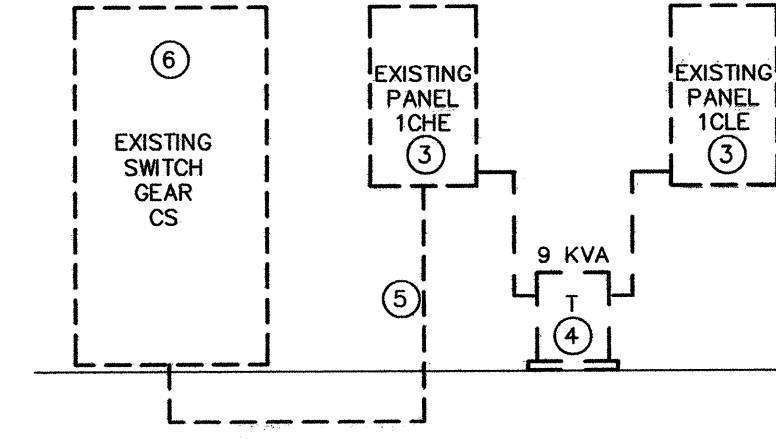 6
EXISTING
SWITCH
GEAR
CS
EXISTING
PANEL
1CHE
3
EXISTING
PANEL
1CLE
3
5
9 KVA
T
4